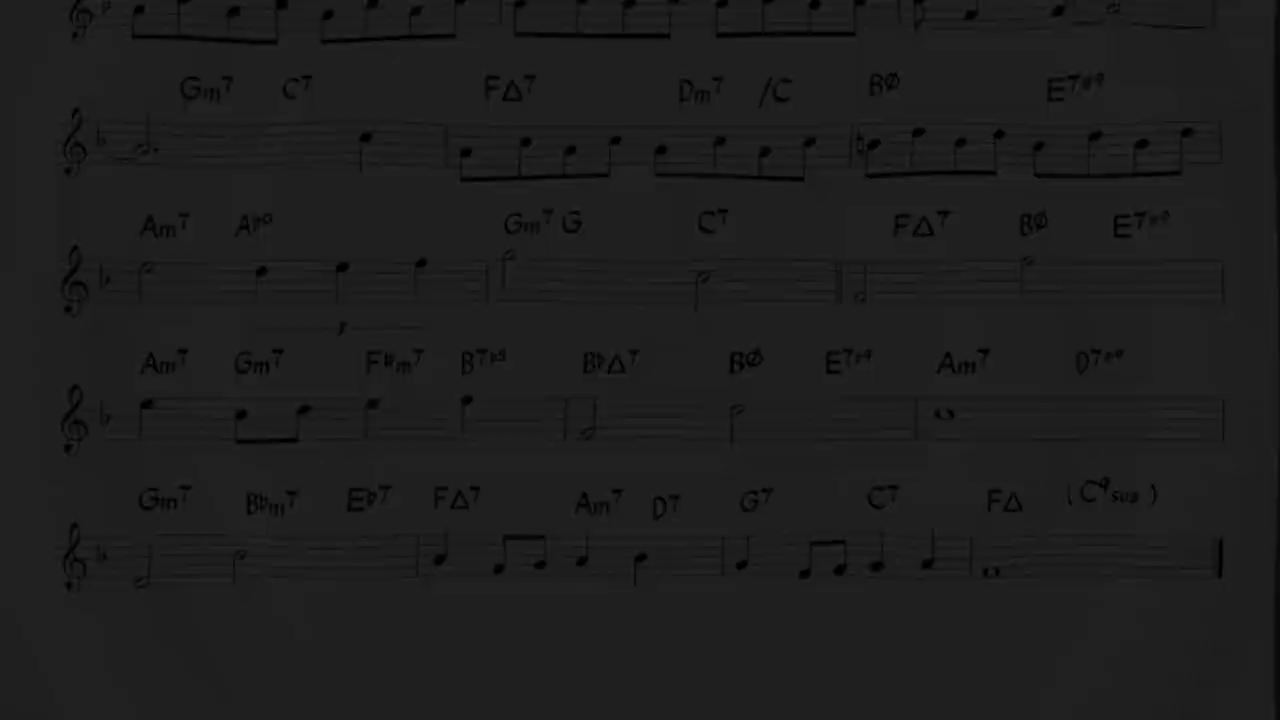 Gm7 C7 FΔ7 Dm7 /C BØ E7#9
Am7 A♭º Gm7 G C7 FΔ7 BØ E7#9
3
Am7 Gm7 F#m7 B7♭9 B♭Δ7 BØ E7#9 Am7 D7#9
Gm7 B♭m7 E♭7 FΔ7 Am7 D7 G7 C7 FΔ (C9sus)